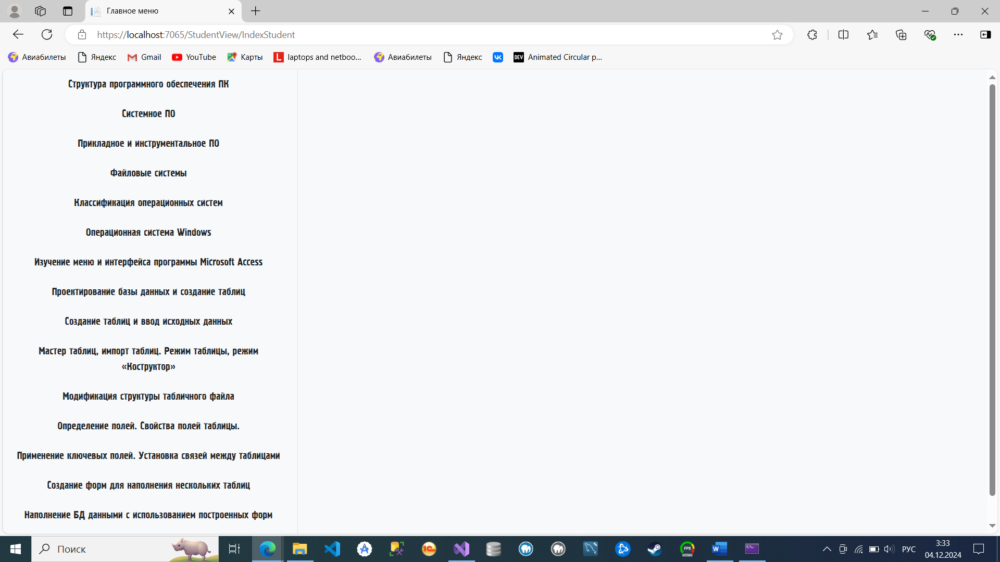 Главное меню
https://localhost:7065/StudentView/IndexStudent
Авиабилеты
Яндекс
Gmail
YouTube
Карты
L
laptops and netboo...
Авиабилеты
Яндекс
DEV
Animated Circular p...
Структура программного обеспечения ПК
Системное ПО
Прикладное и инструментальное ПО
Файловые системы
Классификация операционных систем
Операционная система Windows
Изучение меню и интерфейса программы Microsoft Access
Проектирование базы данных и создание таблиц
Создание таблиц и ввод исходных данных
Мастер таблиц, импорт таблиц. Режим таблицы, режим
«Коструктор»
Модификация структуры табличного файла
Определение полей. Свойства полей таблицы.
Применение ключевых полей. Установка связей между таблицами
Создание форм для наполнения нескольких таблиц
Наполнение БД данными с использованием построенных форм
Поиск
1С
FPS
W
C:\.
РУС
3:33
04.12.2024